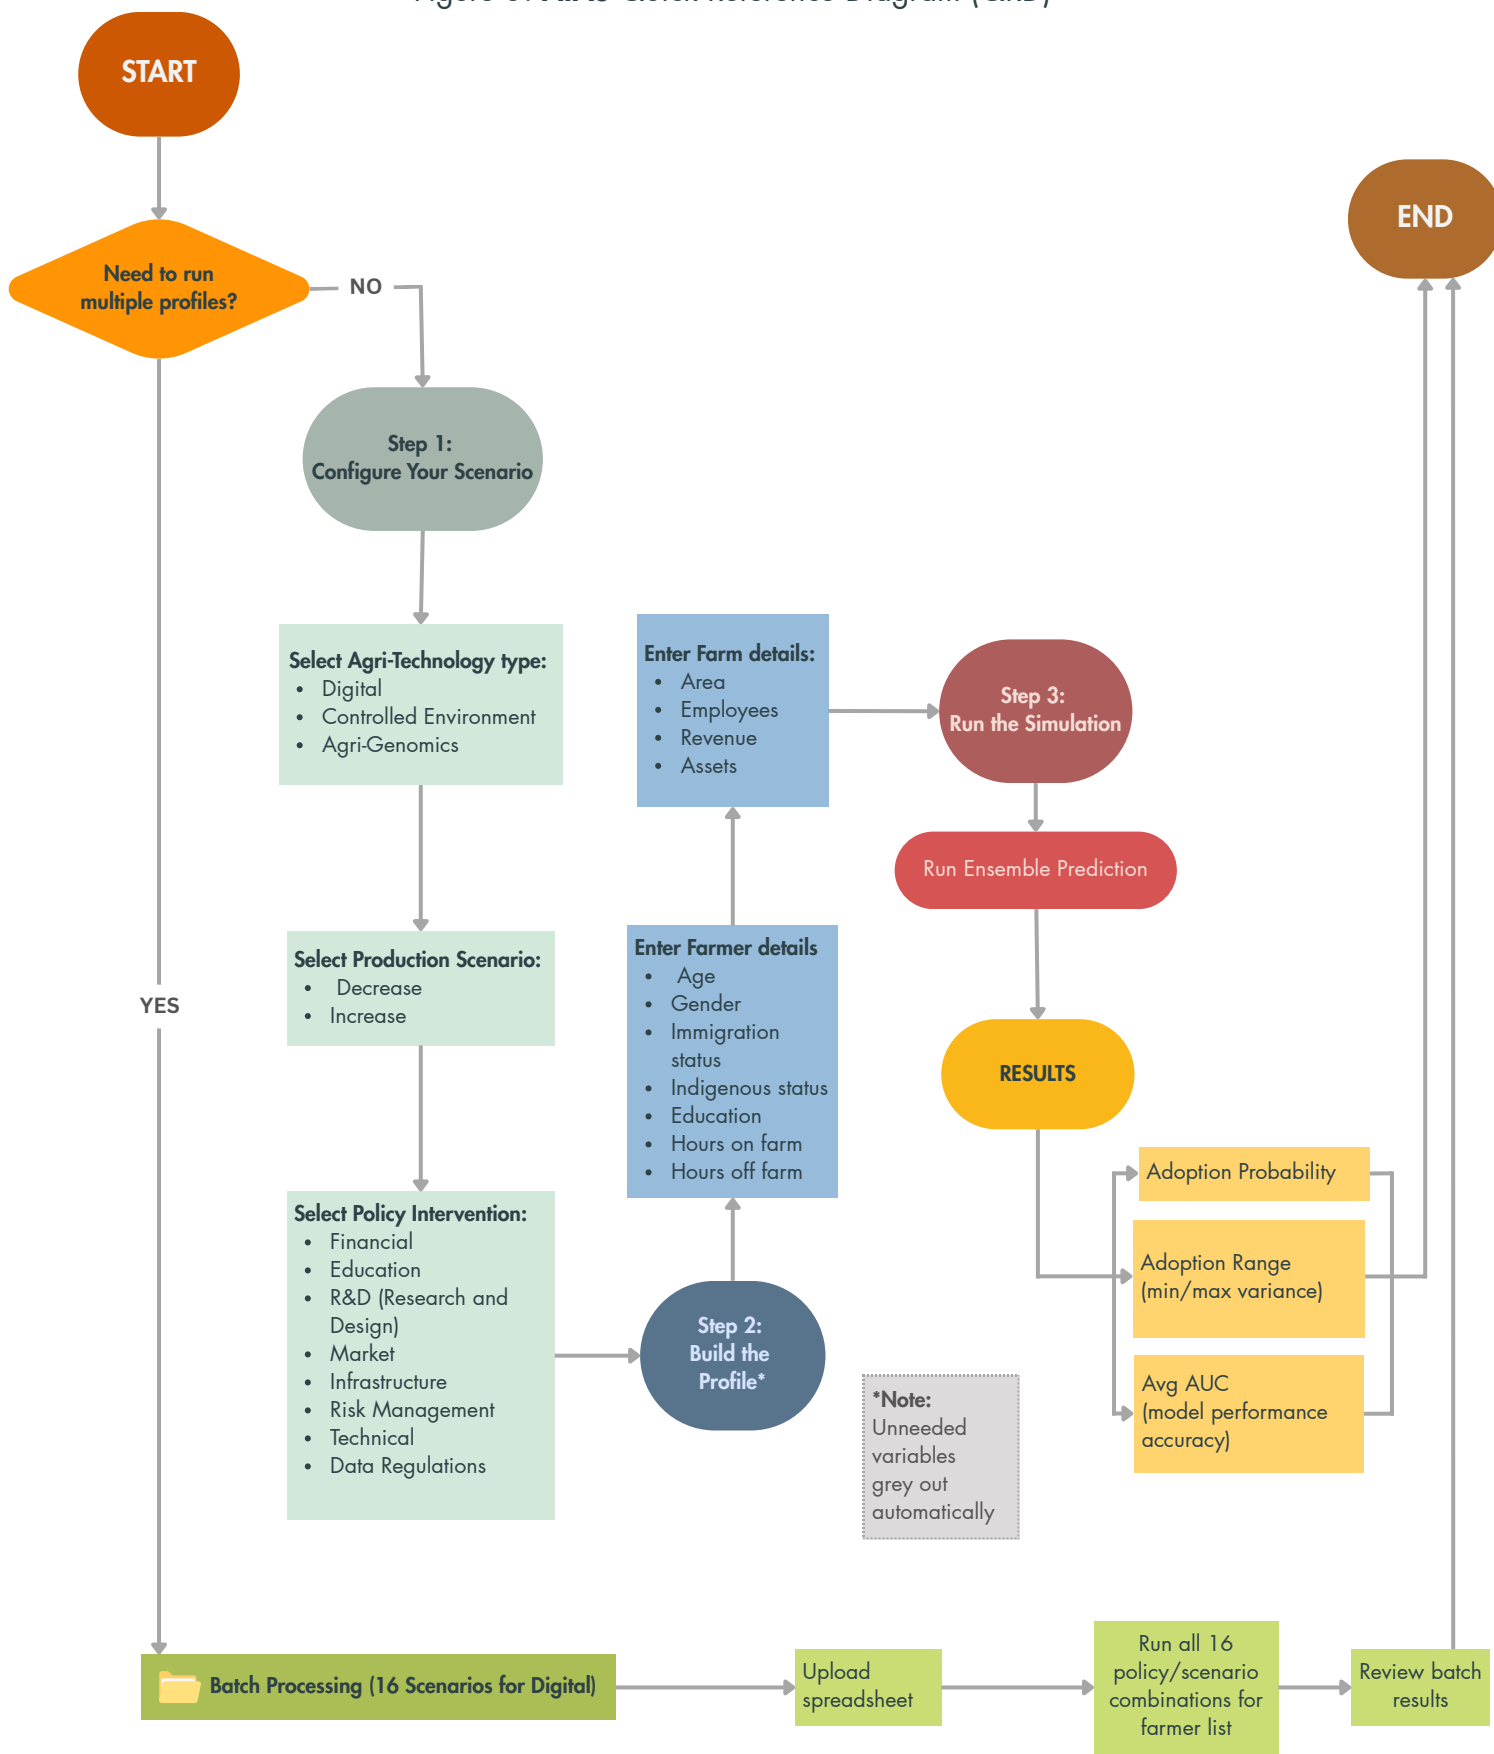 Quick Reference Diagram (QRD)
START
END
Need to run
multiple profiles?
NO
Step 1:
Configure Your Scenario
Select Agri-Technology type:
• Digital
• Controlled Environment
• Agri-Genomics
Select Production Scenario:
• Decrease
• Increase
YES
Select Policy Intervention:
• Financial
• Education
• R&D (Research and
Design)
• Market
• Infrastructure
• Risk Management
• Technical
• Data Regulations
Step 2:
Build the
Profile*
Enter Farmer details
• Age
• Gender
• Immigration
status
• Indigenous status
• Education
• Hours on farm
• Hours off farm
Enter Farm details:
• Area
• Employees
• Revenue
• Assets
Step 3:
Run the Simulation
Run Ensemble Prediction
RESULTS
Adoption Probability
Adoption Range
(min/max variance)
Avg AUC
(model performance
accuracy)
*Note:
Unneeded
variables
grey out
automatically
Batch Processing (16 Scenarios for Digital)
Upload
spreadsheet
Run all 16
policy/scenario
combinations for
farmer list
Review batch
results